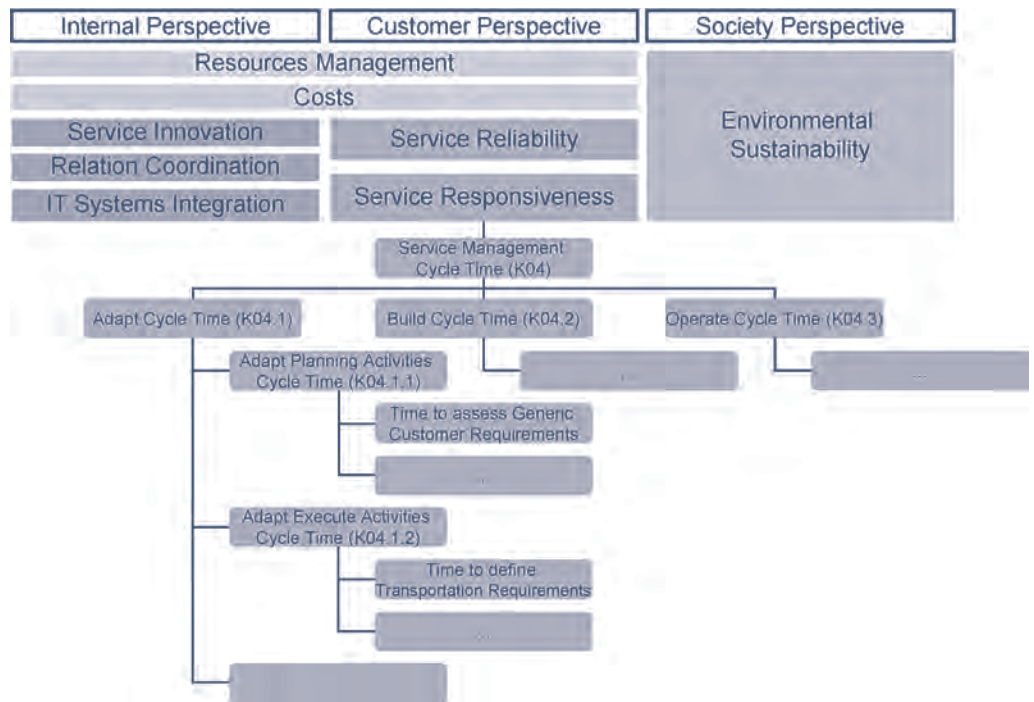 Internal Perspective
Customer Perspective
Society Perspective
Resources Management
Costs
Service Innovation
Relation Coordination
IT Systems Integration
Service Reliability
Service Responsiveness
Environmental
Sustainability
Service Management
Cycle Time (K04)
Adapt Cycle Time (K04.1)
Build Cycle Time (K04.2)
Operate Cycle Time (K04.3)
Adapt Planning Activities
Cycle Time (K04.1.1)
...
...
Time to assess Generic
Customer Requirements
...
Adapt Execute Activities
Cycle Time (K04.1.2)
Time to define
Transportation Requirements
...